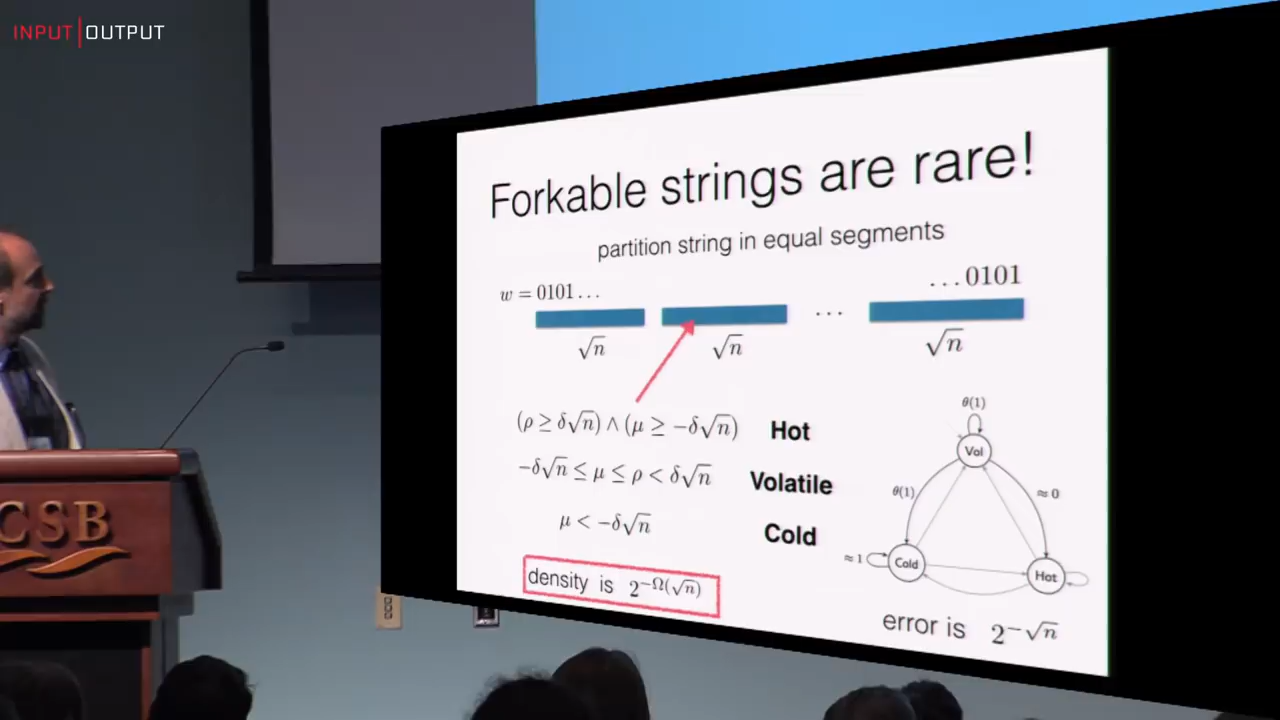 INPUT|OUTPUT
Forkable strings are rare!
partition string in equal segments
w = 0101... ...0101
√n √n ... √n
(ρ ≥ δ√n) ∧ (μ ≥ -δ√n) Hot
-δ√n ≤ μ ≤ ρ < δ√n Volatile
μ < -δ√n Cold
density is 2^{-Ω(√n)}
θ(1)
Vol
θ(1) ≈0
≈1 Cold Hot
error is 2^{-√n}
CSB